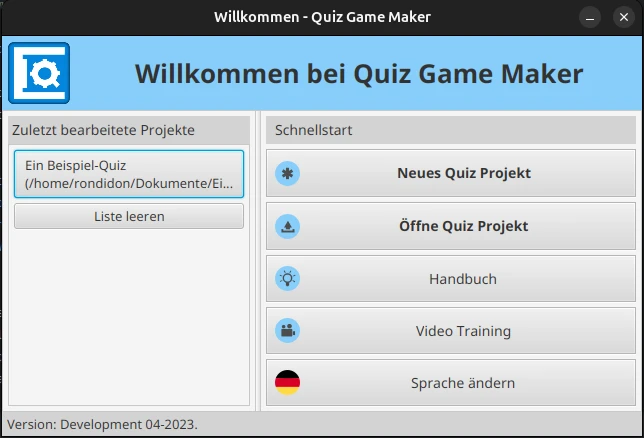 Willkommen - Quiz Game Maker
Willkommen bei Quiz Game Maker
Zuletzt bearbeitete Projekte
Ein Beispiel-Quiz
(/home/rondidon/Dokumente/Ei...
Liste leeren
Schnellstart
Neues Quiz Projekt
Öffne Quiz Projekt
Handbuch
Video Training
Sprache ändern
Version: Development 04-2023.